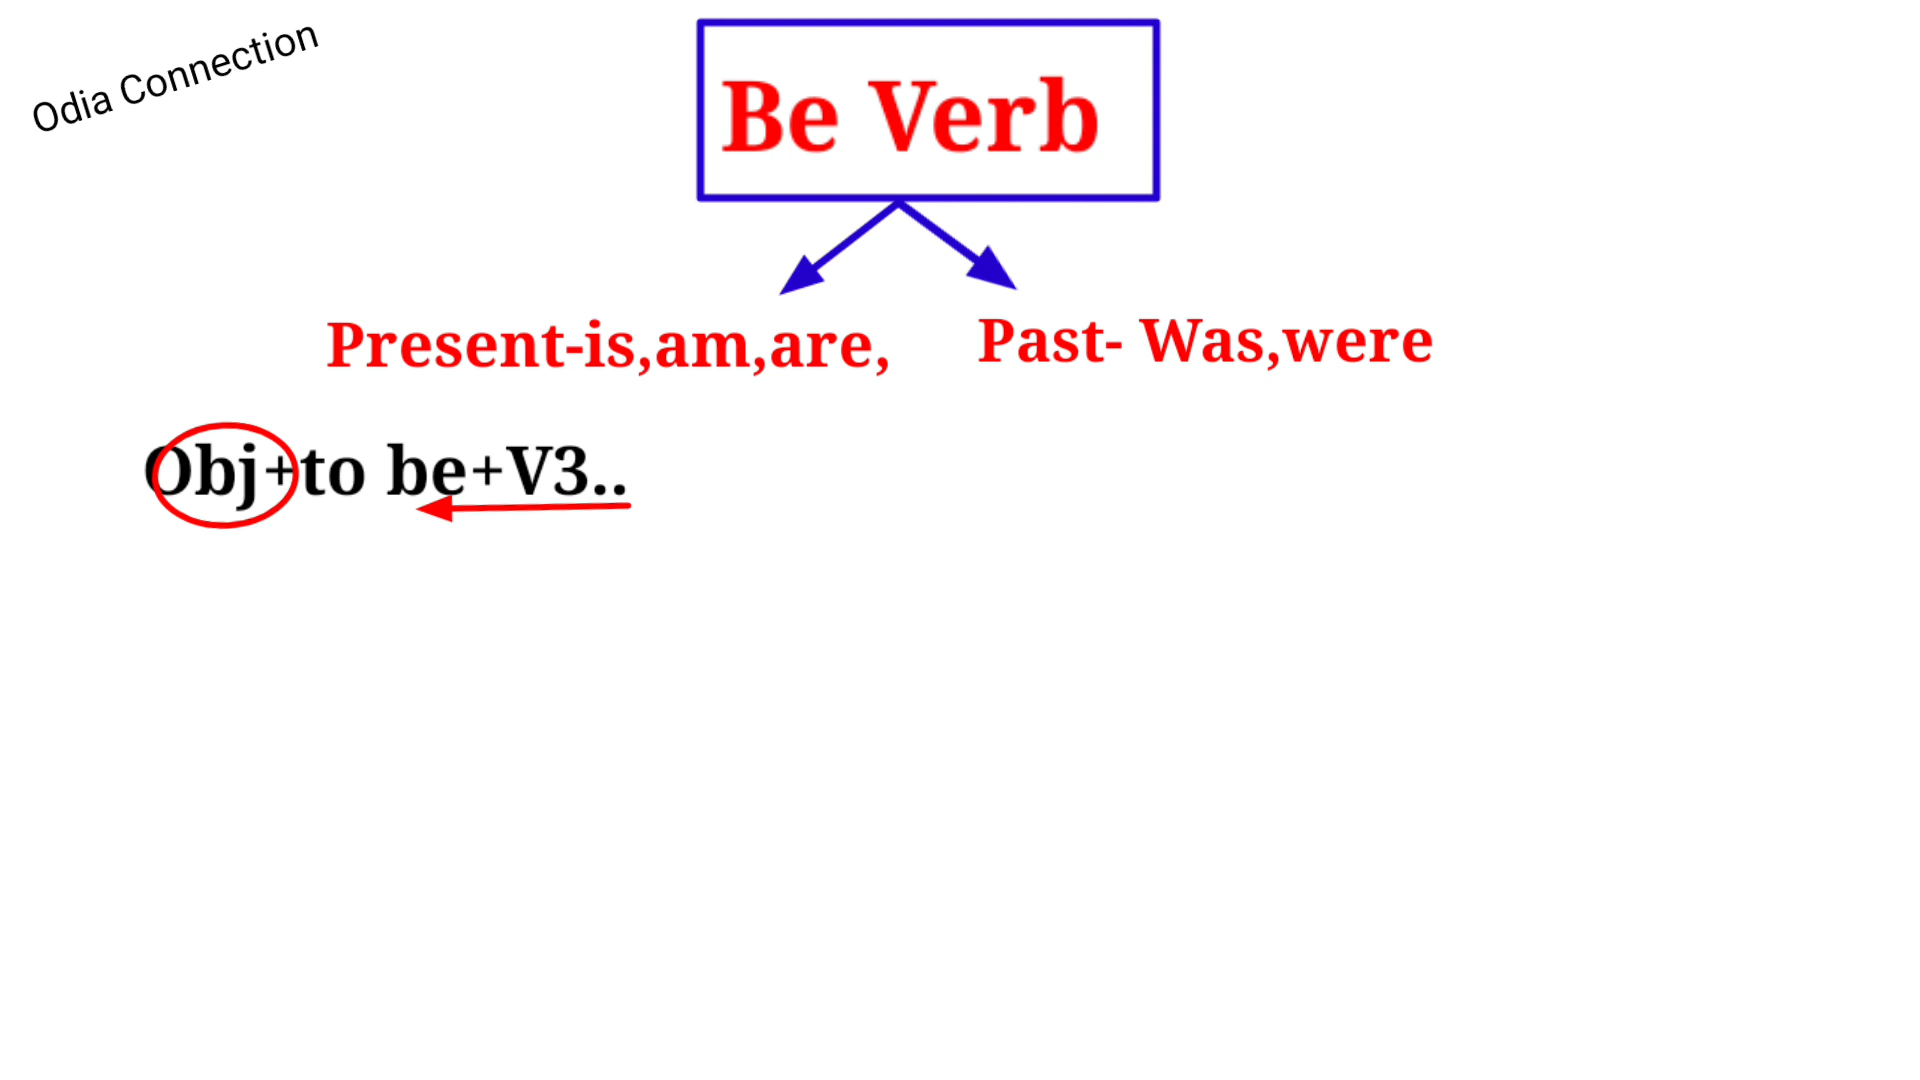 Odia Connection
Be Verb
Present-is,am,are,
Past- Was,were
Obj+to be+V3..